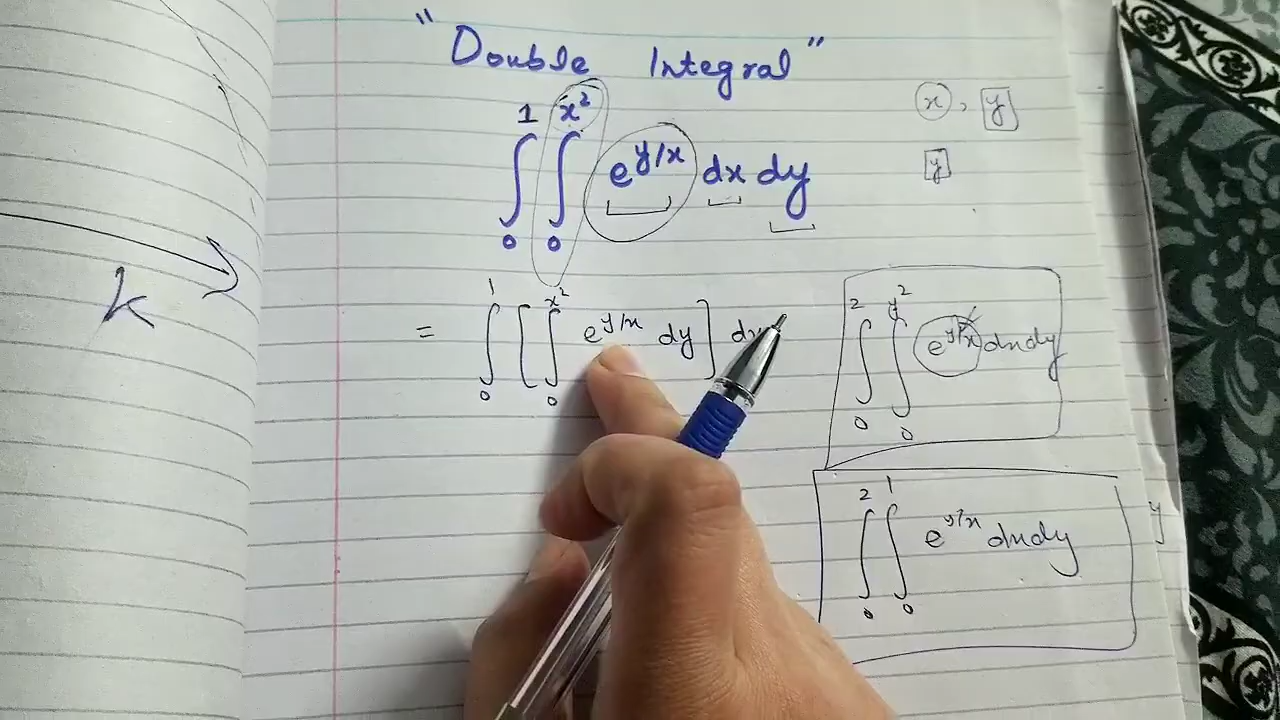 "Double Integral"
∫₀¹ ∫₀^{x²} e^{y/x} dx dy
x, y
y
= ∫₀¹ [ ∫₀^{x²} e^{y/x} dy ] dx
∫₀² ∫₀^{y²} e^{y/x} dx dy
∫₀² ∫₀¹ e^{y/x} dx dy
y
k